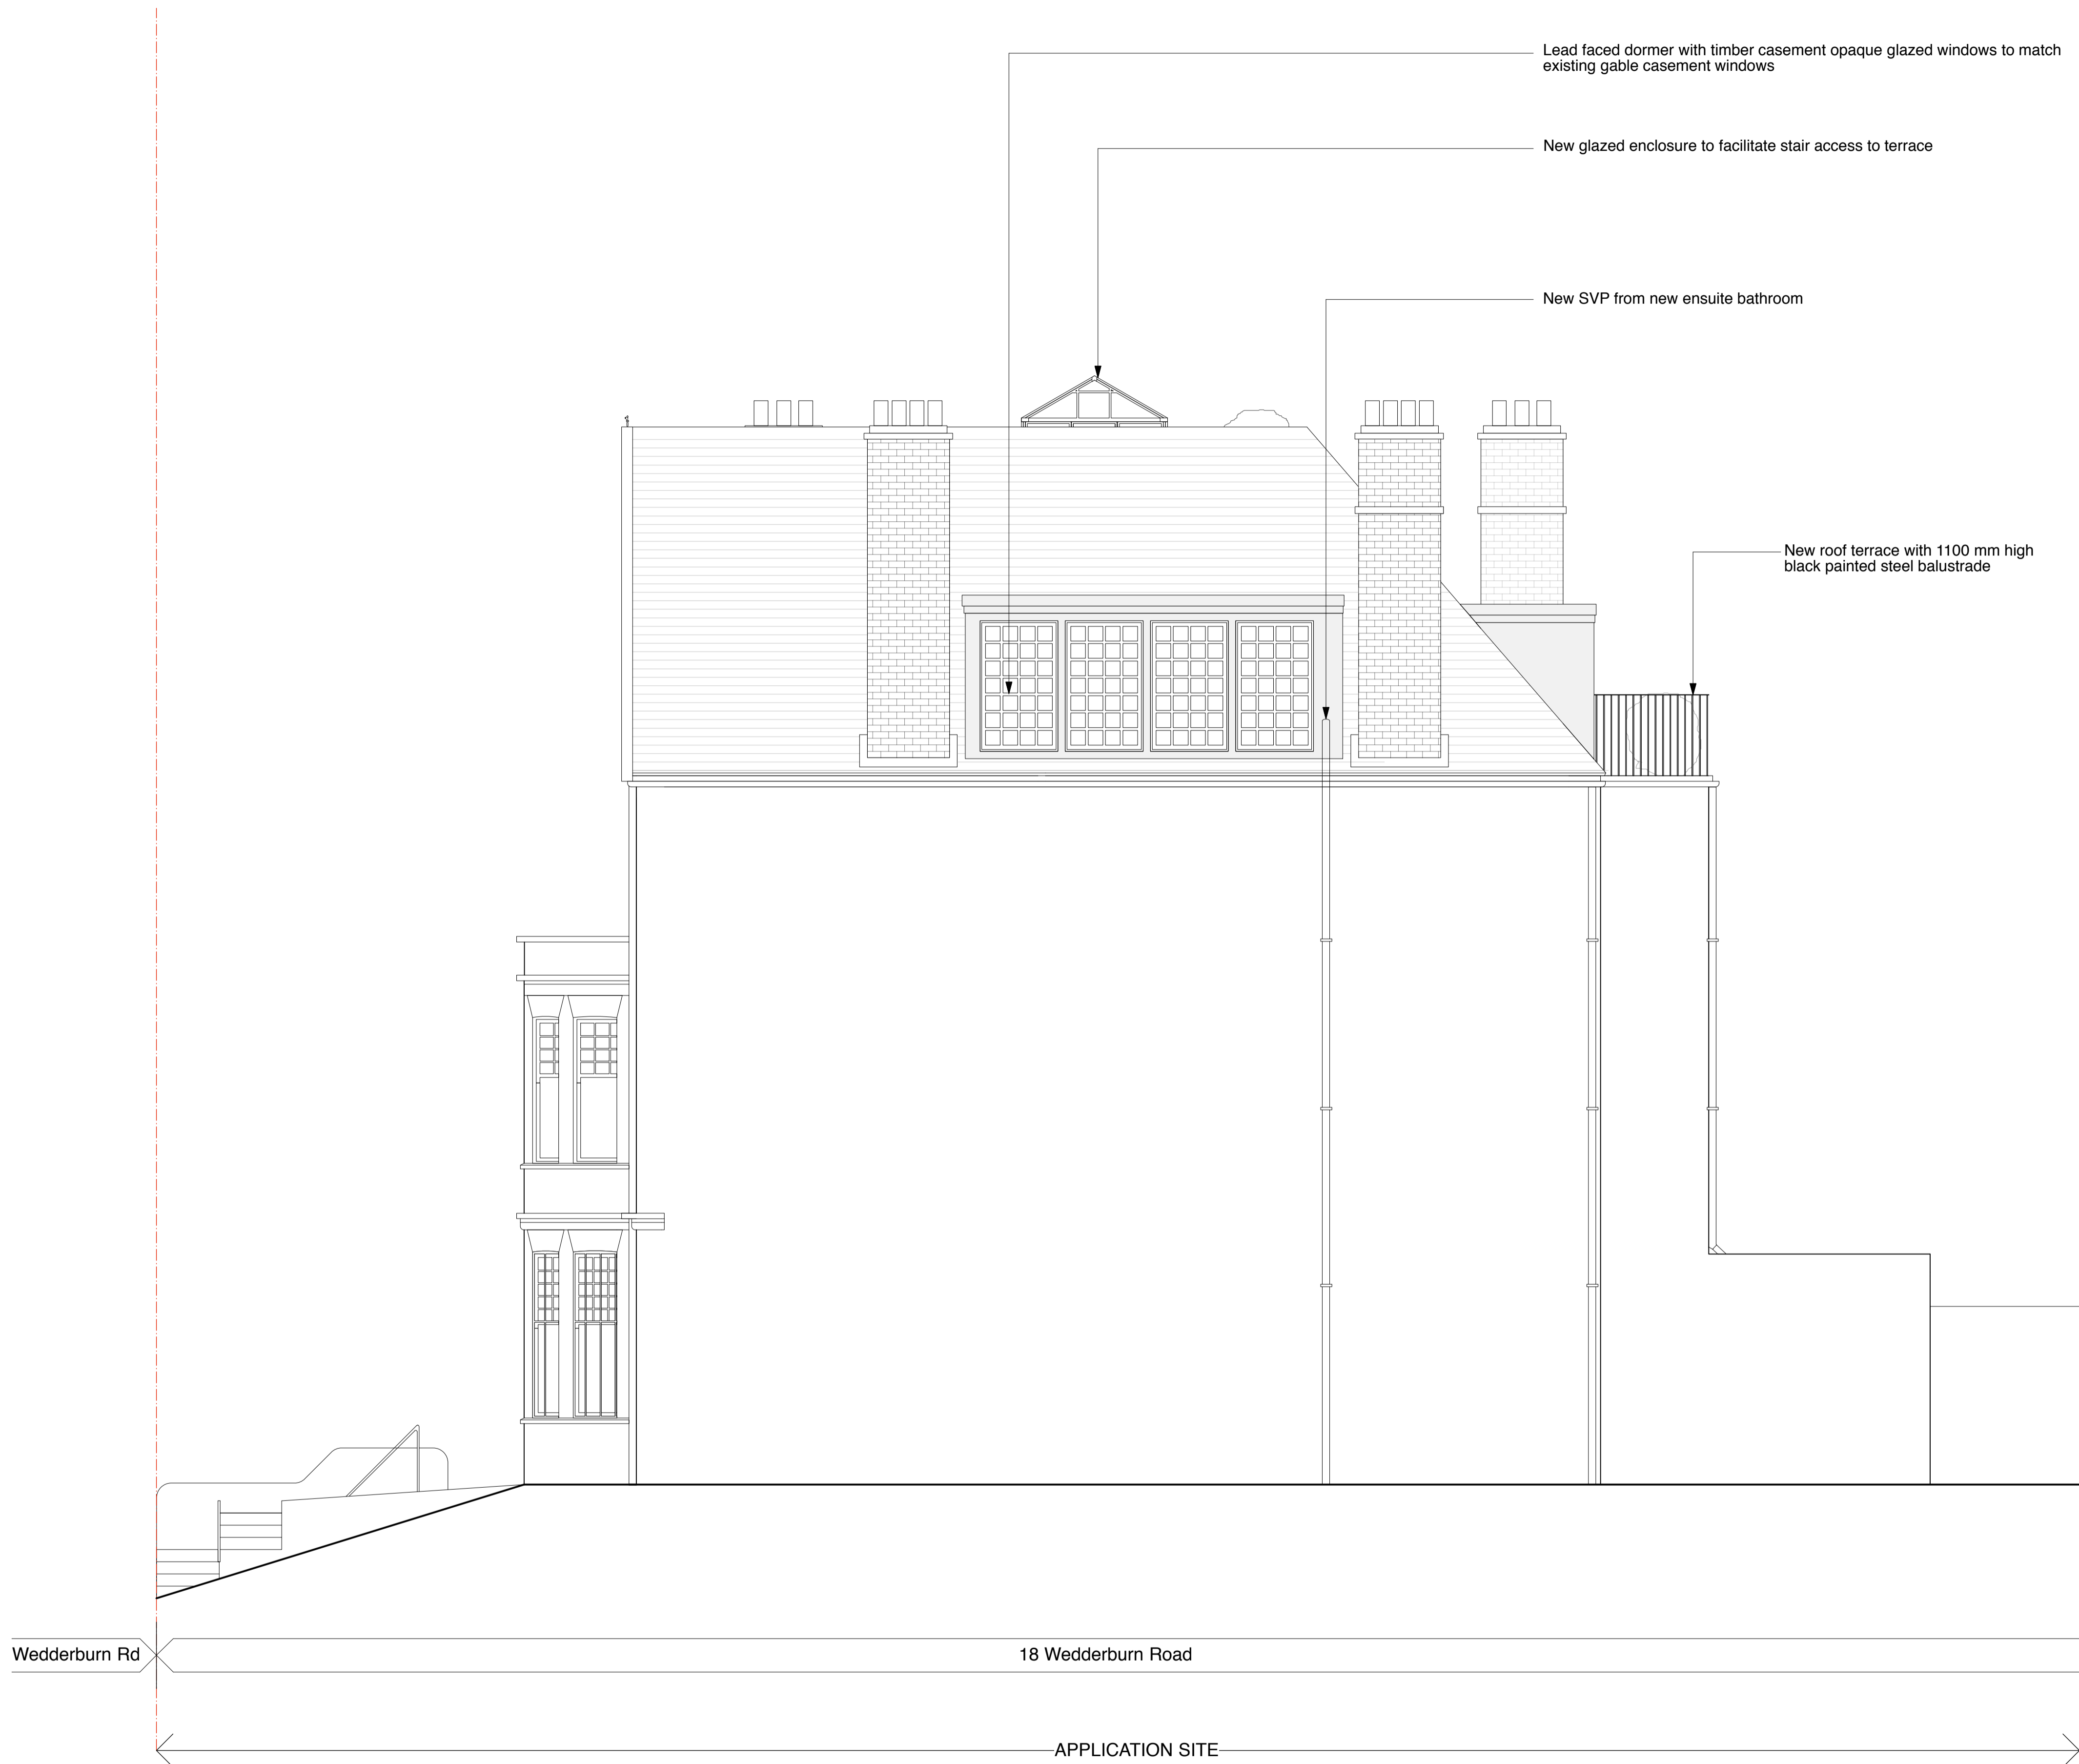 Lead faced dormer with timber casement opaque glazed windows to match
existing gable casement windows
New glazed enclosure to facilitate stair access to terrace
New SVP from new ensuite bathroom
New roof terrace with 1100 mm high
black painted steel balustrade
Wedderburn Rd
18 Wedderburn Road
APPLICATION SITE